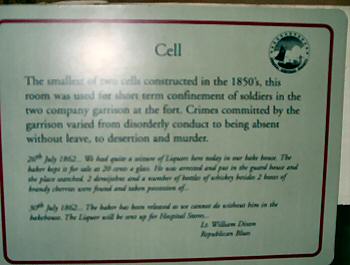 Cell
The smallest of two cells constructed in the 1850's, this
room was used for short term confinement of soldiers in the
two company garrison at the fort. Crimes committed by the
garrison varied from disorderly conduct to being absent
without leave, to desertion and murder.
20th July 1862... We had quite a seizure of Liquors here today in our bake house. The
baker kept it for sale at 20 cents a glass. He was arrested and put in the guard house and
the place searched. 2 demijohns and a number of bottles of whiskey besides 2 boxes of
brandy cherries were found and taken possession of...
30th July 1862... The baker has been released as we cannot do without him in the
bakehouse. The Liquor will be sent up for Hospital Stores...
Lt. William Dixon
Republican Blues